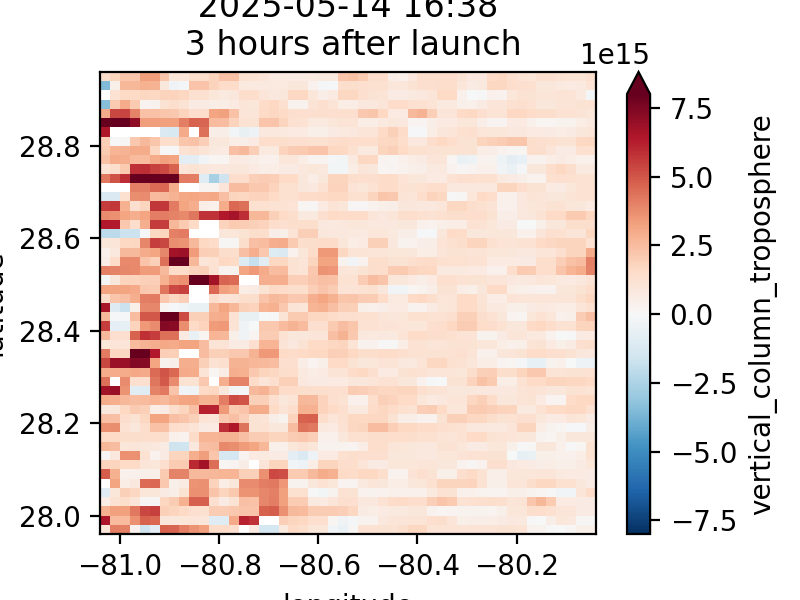 2025-05-14 16:38
3 hours after launch
1e15
28.8
28.6
28.4
28.2
28.0
−81.0 −80.8 −80.6 −80.4 −80.2
longitude
7.5
5.0
2.5
0.0
−2.5
−5.0
−7.5
vertical_column_troposphere